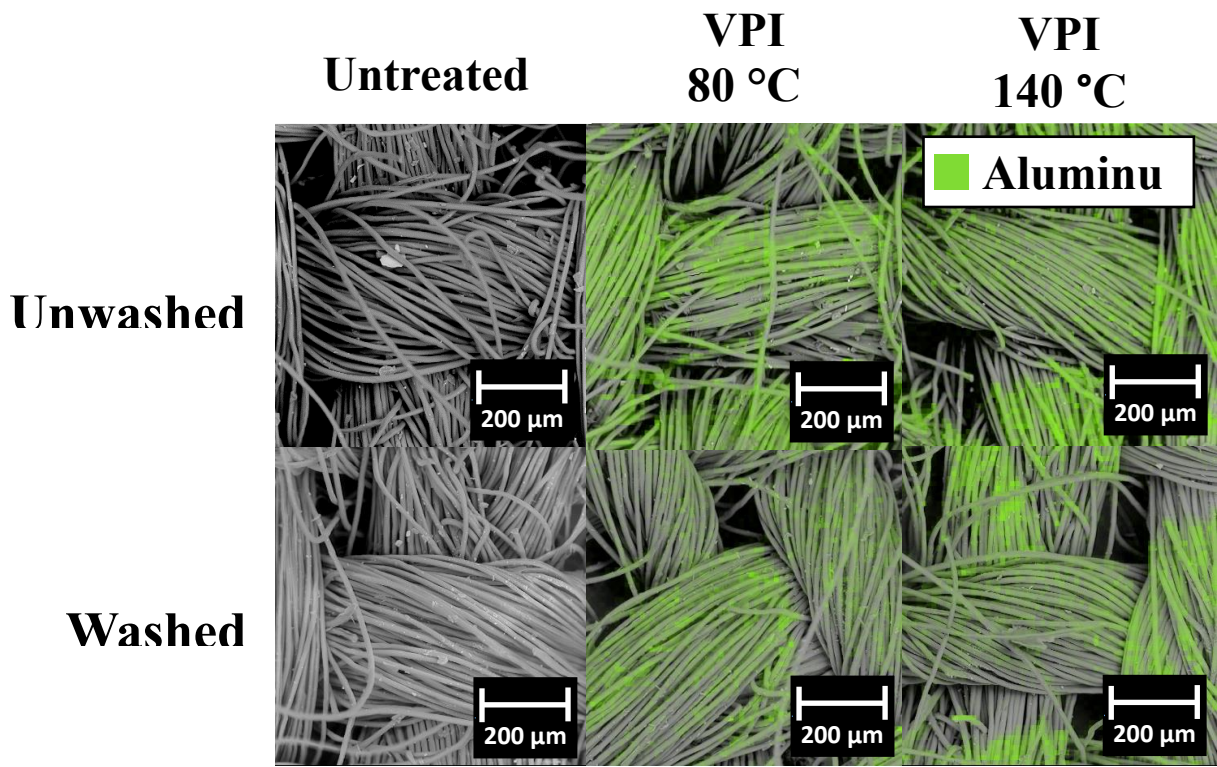 Untreated
VPI
80 °C
VPI
140 °C
Aluminu
Unwashed
200 µm
200 µm
200 µm
Washed
200 µm
200 µm
200 µm